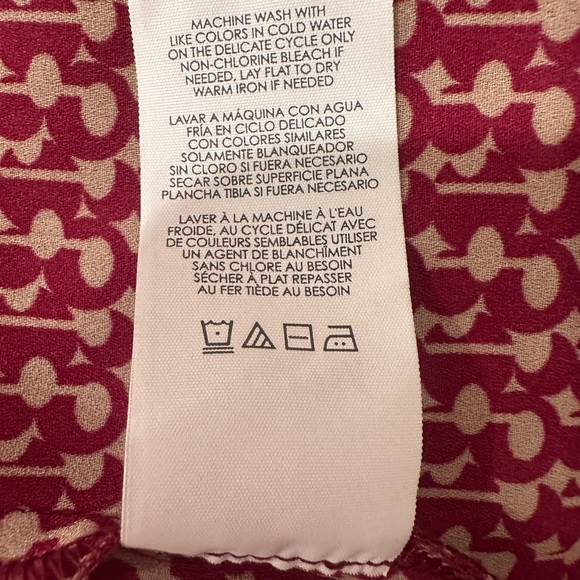 MACHINE WASH WITH
LIKE COLORS IN COLD WATER
ON THE DELICATE CYCLE ONLY
NON-CHLORINE BLEACH IF
NEEDED, LAY FLAT TO DRY
WARM IRON IF NEEDED
LAVAR A MÁQUINA CON AGUA
FRÍA EN CICLO DELICADO
CON COLORES SIMILARES
SOLAMENTE BLANQUEADOR
SIN CLORO SI FUERA NECESARIO
SECAR SOBRE SUPERFICIE PLANA
PLANCHA TIBIA SI FUERA NECESARIO
LAVER À LA MACHINE À L'EAU
FROIDE, AU CYCLE DÉLICAT AVEC
DE COULEURS SEMBLABLES UTILISER
UN AGENT DE BLANCHÎMENT
SANS CHLORE AU BESOIN
SÉCHER À PLAT REPASSER
AU FER TIÈDE AU BESOIN